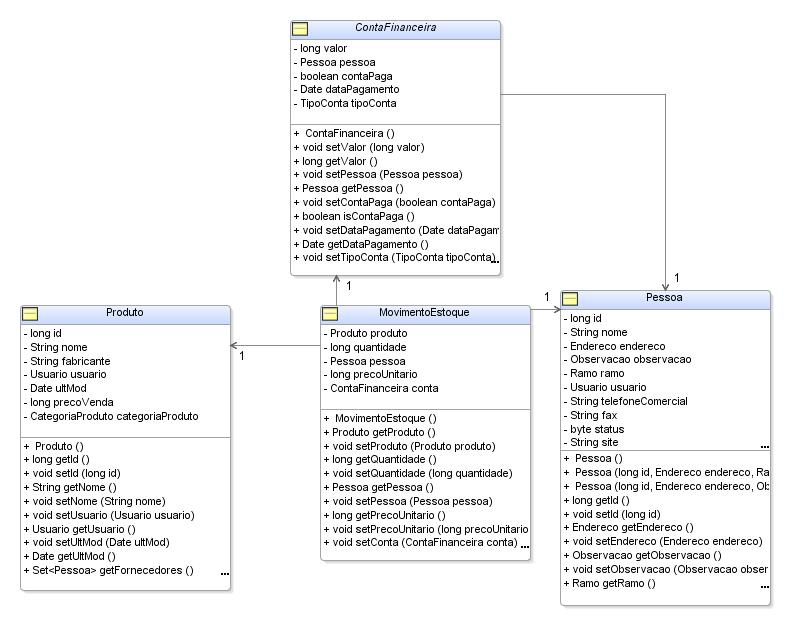 ContaFinanceira
- long valor
- Pessoa pessoa
- boolean contaPaga
- Date dataPagamento
- TipoConta tipoConta
+ ContaFinanceira ()
+ void setValor (long valor)
+ long getValor ()
+ void setPessoa (Pessoa pessoa)
+ Pessoa getPessoa ()
+ void setContaPaga (boolean contaPaga)
+ boolean isContaPaga ()
+ void setDataPagamento (Date dataPagam
+ Date getDataPagamento ()
+ void setTipoConta (TipoConta tipoConta)...
1
1
1
1
Produto
- long id
- String nome
- String fabricante
- Usuario usuario
- Date ultMod
- long precoVenda
- CategoriaProduto categoriaProduto
+ Produto ()
+ long getId ()
+ void setId (long id)
+ String getNome ()
+ void setNome (String nome)
+ void setUsuario (Usuario usuario)
+ Usuario getUsuario ()
+ void setUltMod (Date ultMod)
+ Date getUltMod ()
+ Set<Pessoa> getFornecedores () ...
MovimentoEstoque
- Produto produto
- long quantidade
- Pessoa pessoa
- long precoUnitario
- ContaFinanceira conta
+ MovimentoEstoque ()
+ Produto getProduto ()
+ void setProduto (Produto produto)
+ long getQuantidade ()
+ void setQuantidade (long quantidade)
+ Pessoa getPessoa ()
+ void setPessoa (Pessoa pessoa)
+ long getPrecoUnitario ()
+ void setPrecoUnitario (long precoUnitario
+ void setConta (ContaFinanceira conta) ...
Pessoa
- long id
- String nome
- Endereco endereco
- Observacao observacao
- Ramo ramo
- Usuario usuario
- String telefoneComercial
- String fax
- byte status
- String site ...
+ Pessoa ()
+ Pessoa (long id, Endereco endereco, Ra
+ Pessoa (long id, Endereco endereco, Ob
+ long getId ()
+ void setId (long id)
+ Endereco getEndereco ()
+ void setEndereco (Endereco endereco)
+ Observacao getObservacao ()
+ void setObservacao (Observacao obser
+ Ramo getRamo () ...